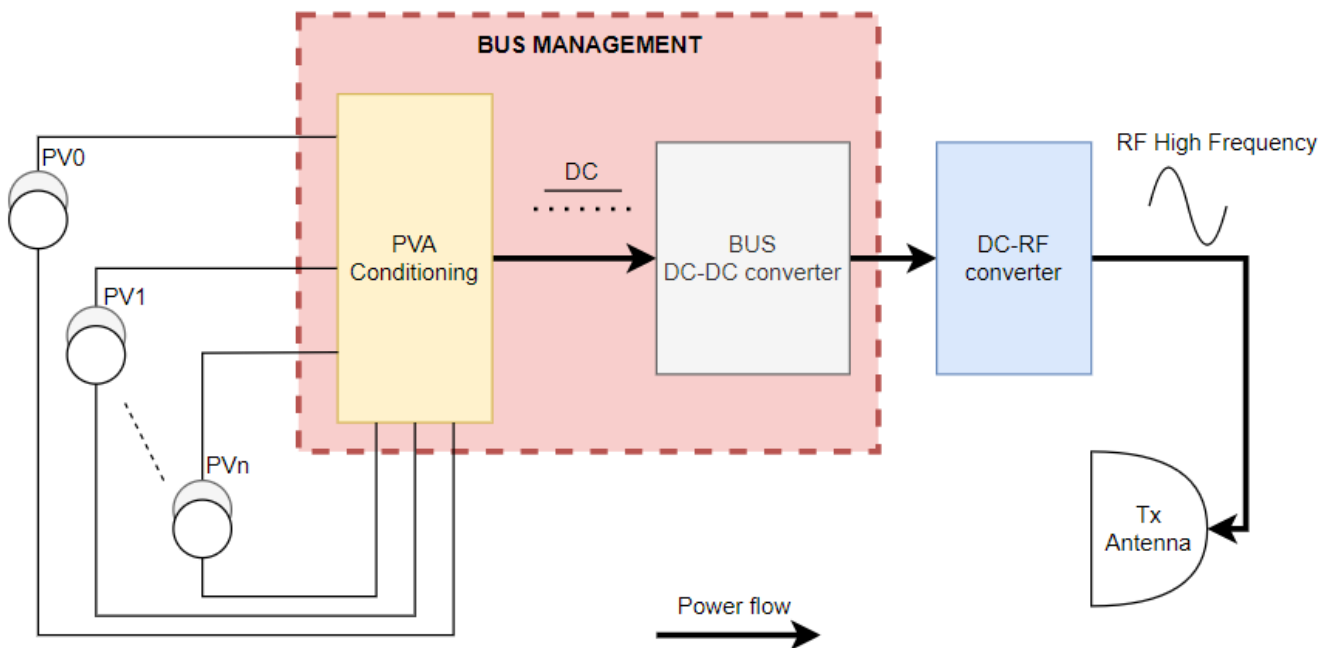 BUS MANAGEMENT
PV0
PV1
PVn
PVA
Conditioning
DC
BUS
DC-DC converter
DC-RF
converter
RF High Frequency
Tx
Antenna
Power flow